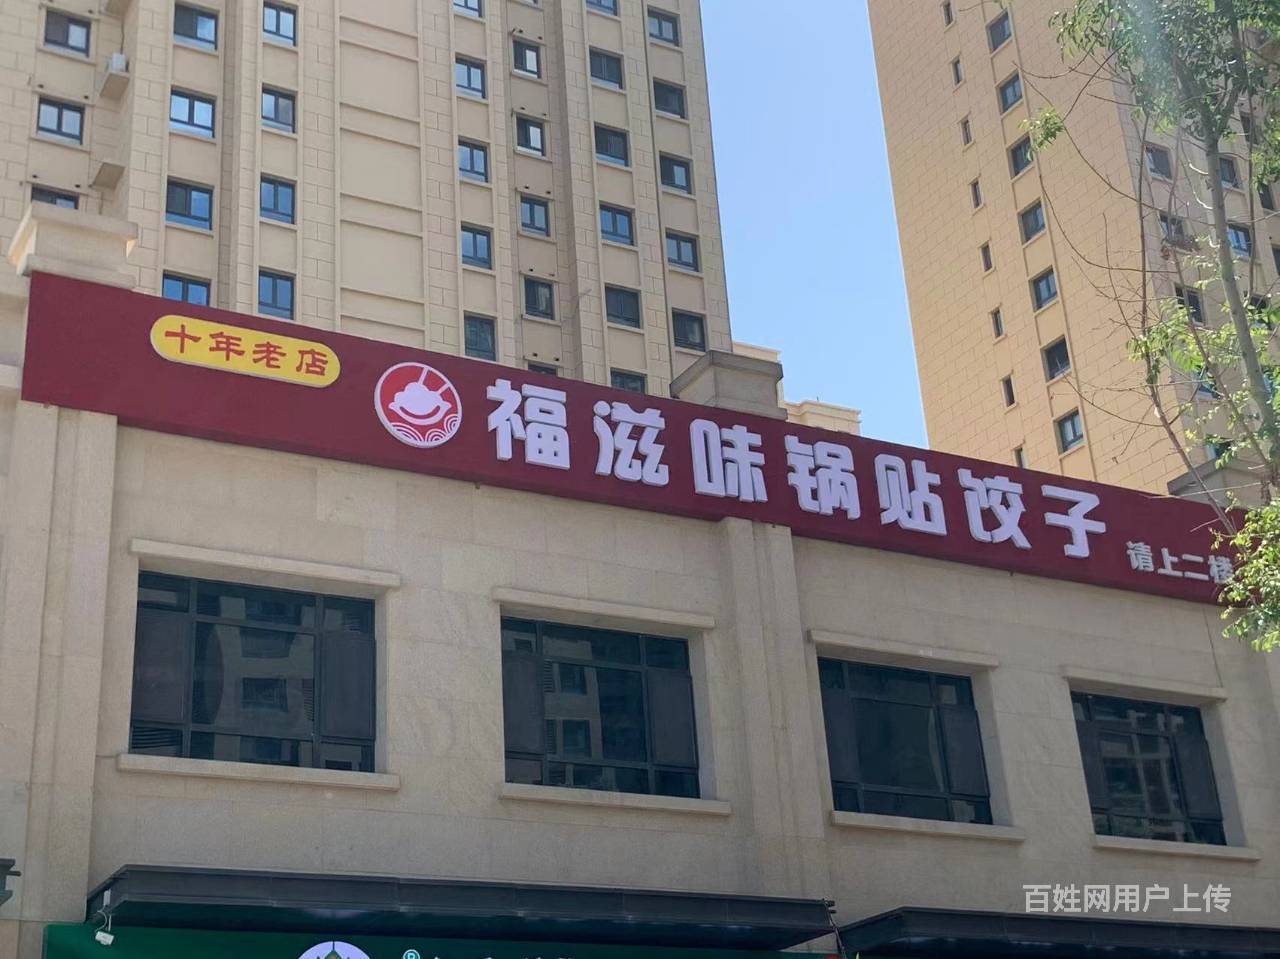 十年老店
福滋味锅贴饺子
请上二楼
百姓网用户上传